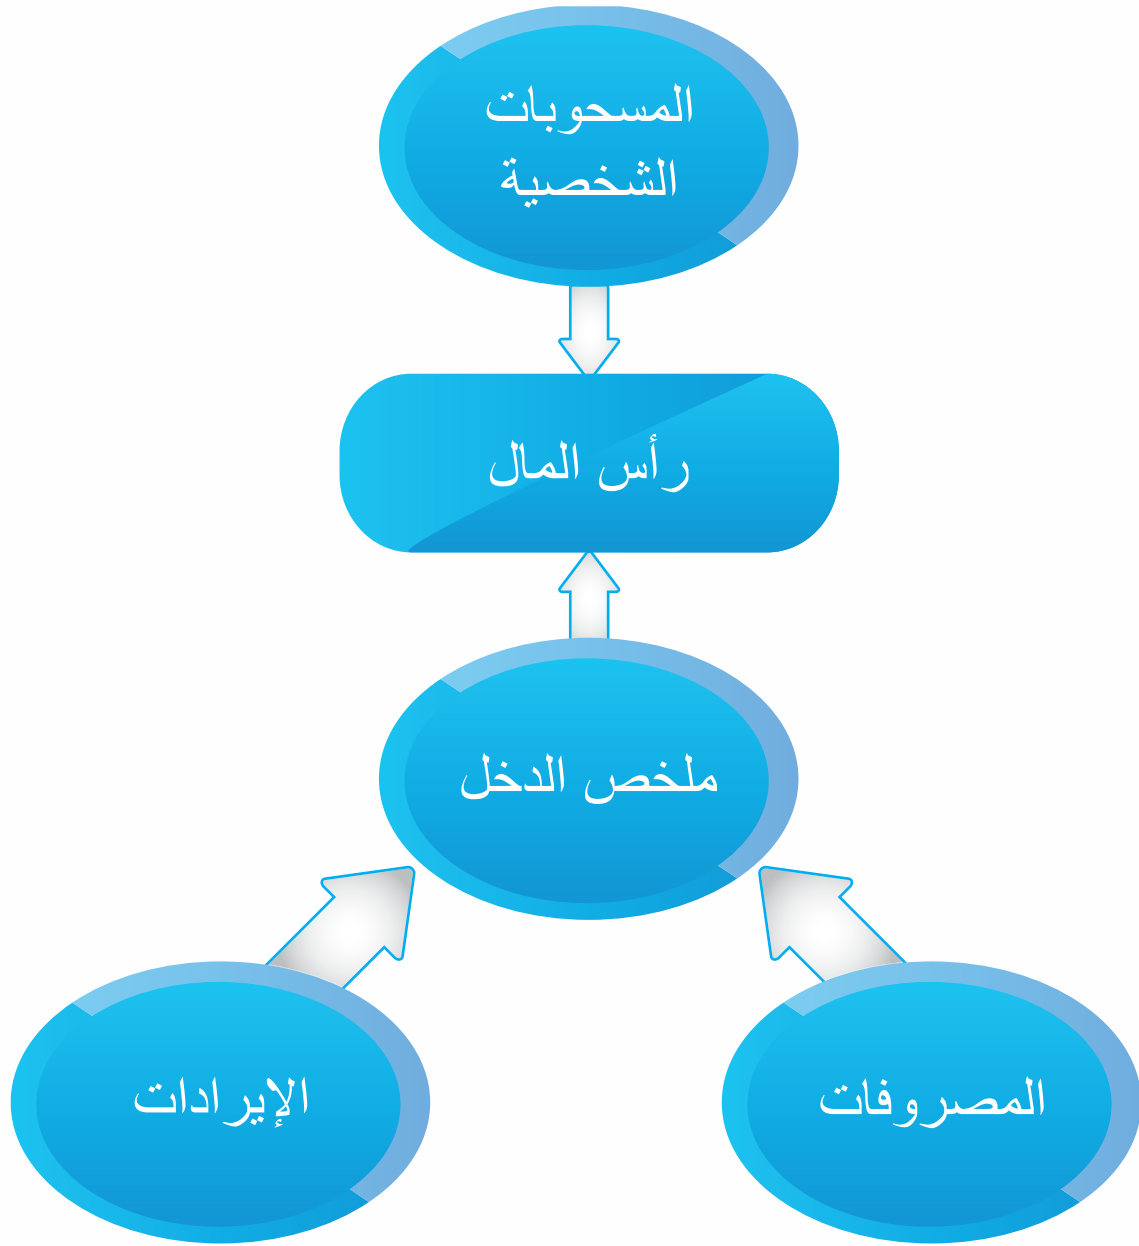 المسحوبات
الشخصية
رأس المال
ملخص الدخل
المصروفات
الإيرادات